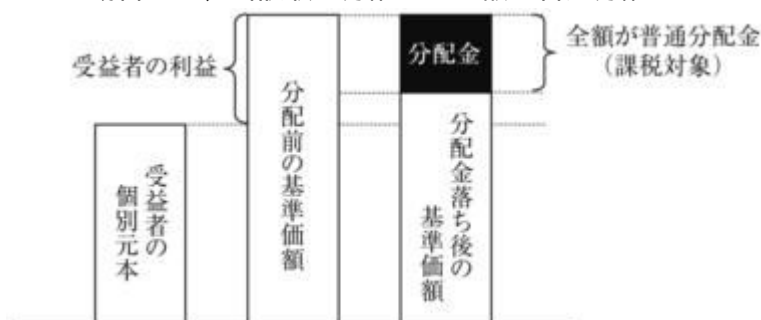 受益者の利益
分配金
全額が普通分配金
(課税対象)
受益者の
個別元本
分配前の基準価額
分配金落ち後の
基準価額